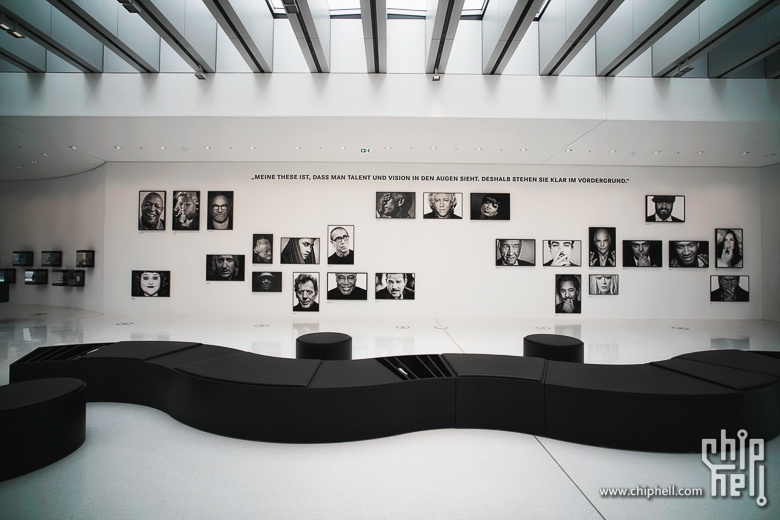 „MEINE THESE IST, DASS MAN TALENT UND VISION IN DEN AUGEN SIEHT. DESHALB STEHEN SIE KLAR IM VORDERGRUND.“
www.chiphell.com
chip
hell